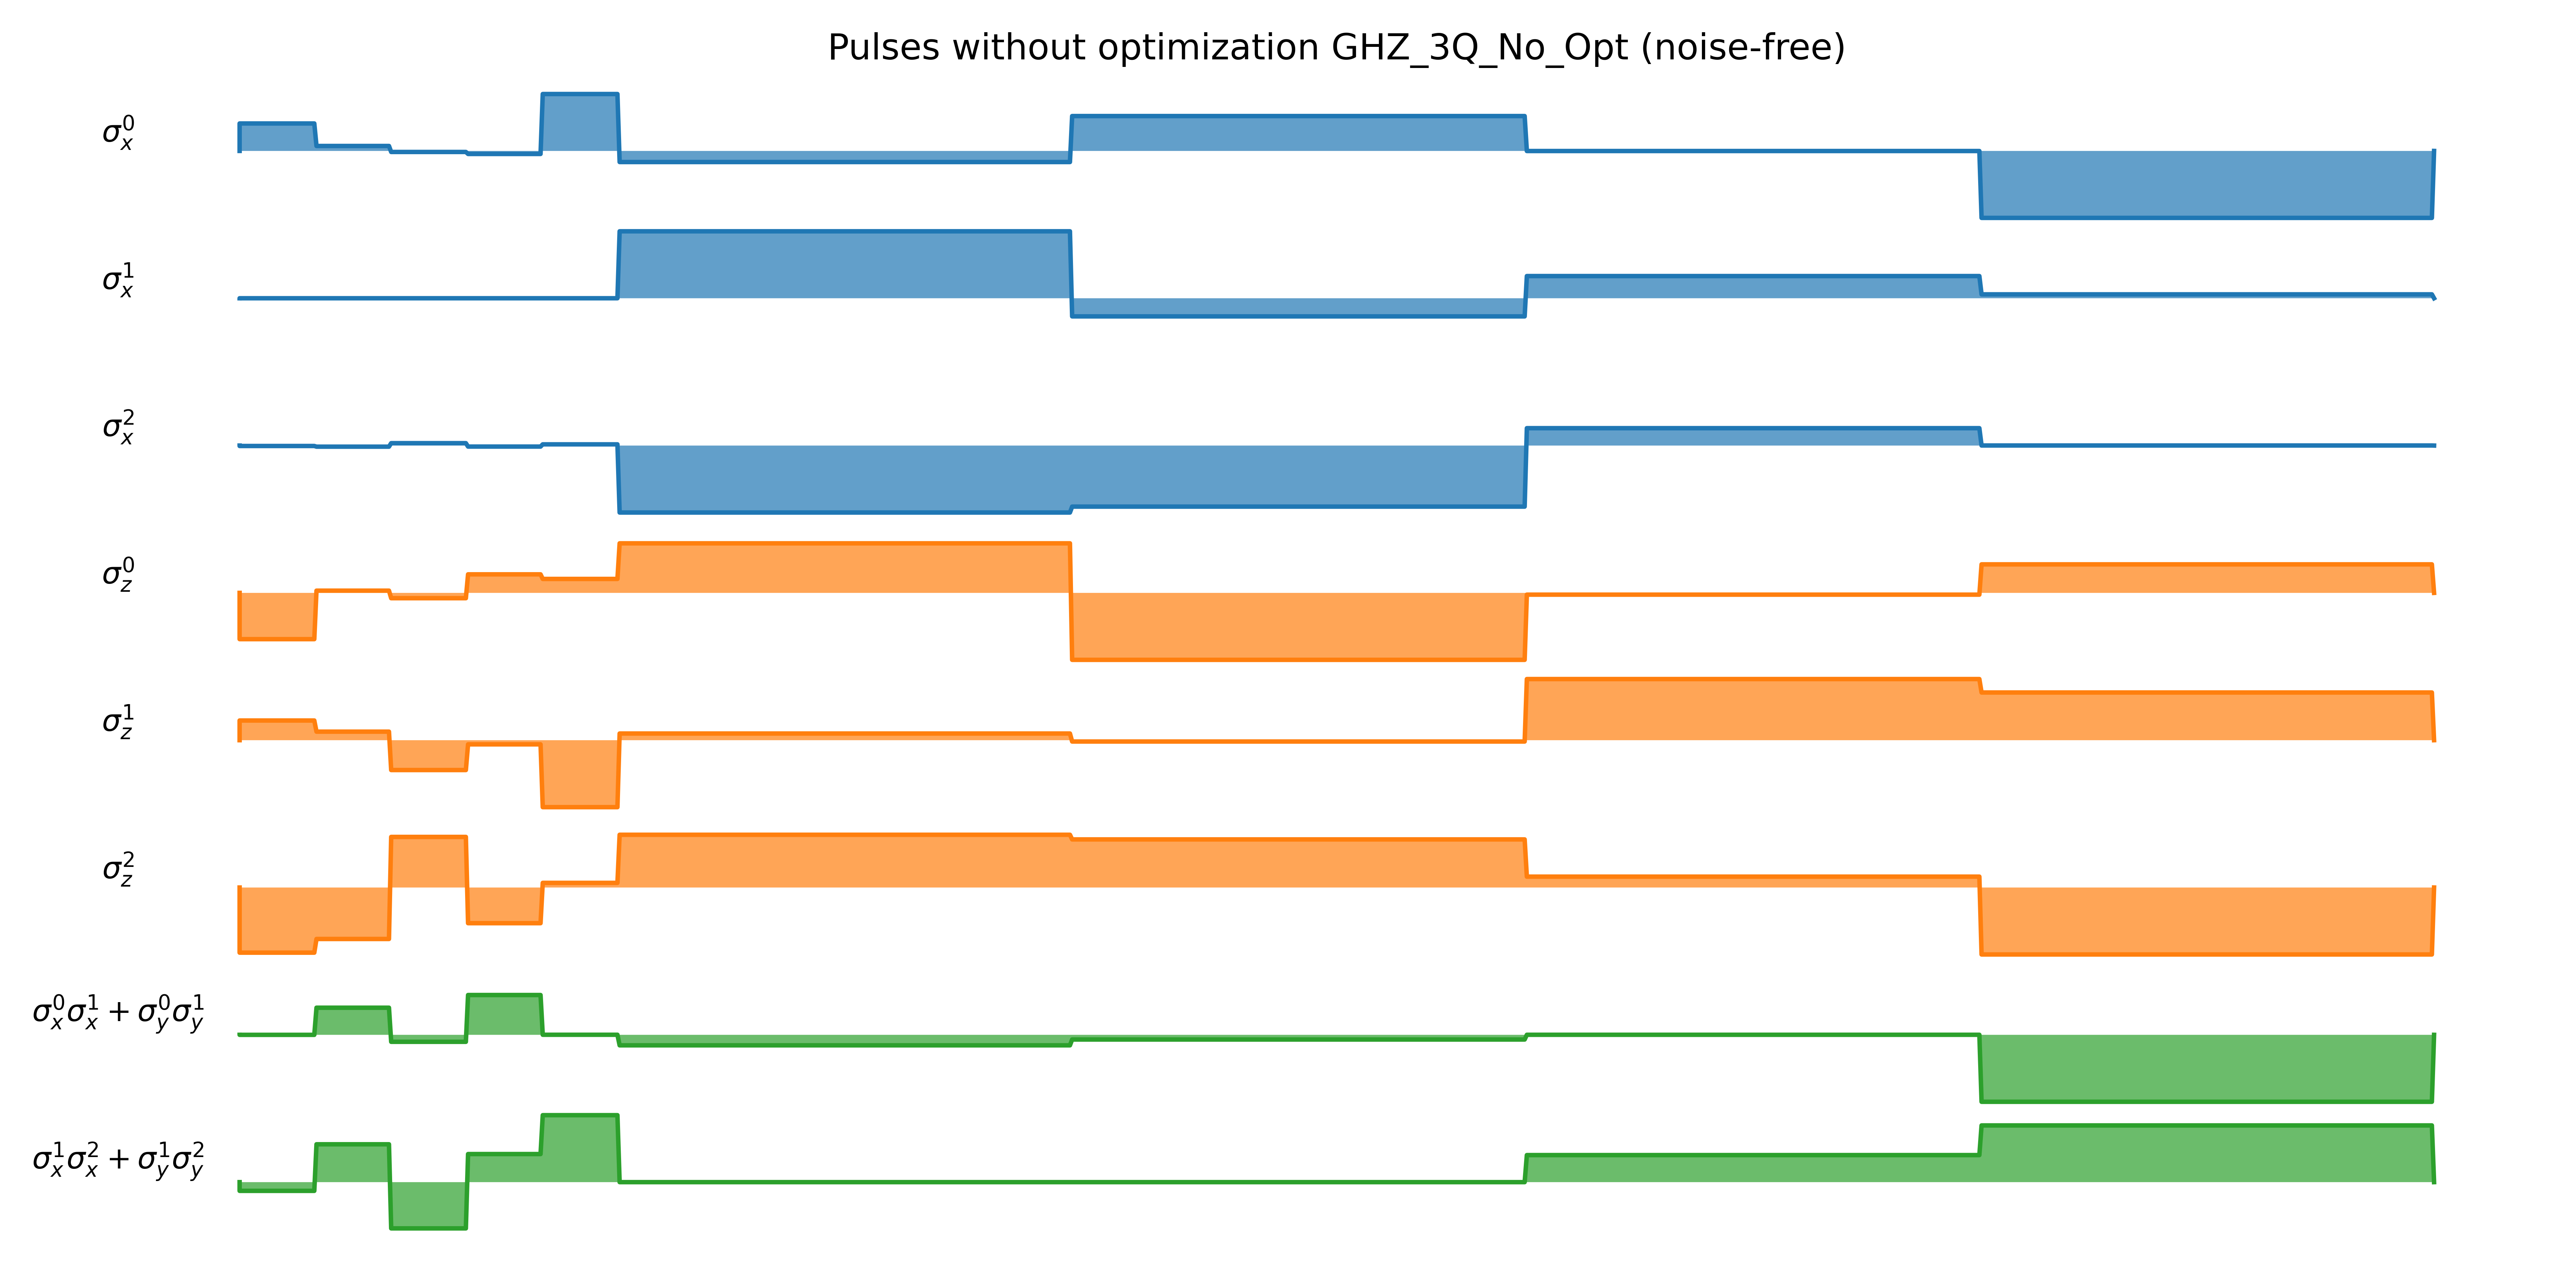 Pulses without optimization GHZ_3Q_No_Opt (noise-free)
σ_x^0
σ_x^1
σ_x^2
σ_z^0
σ_z^1
σ_z^2
σ_x^0σ_x^1 + σ_y^0σ_y^1
σ_x^1σ_x^2 + σ_y^1σ_y^2